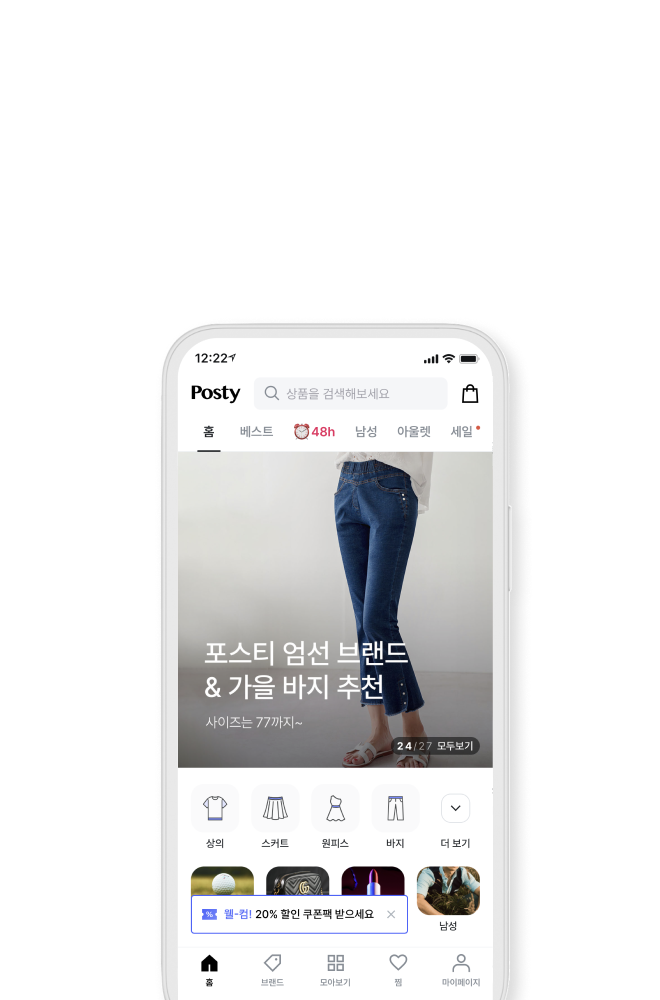 12:22
Posty
상품을 검색해보세요
홈 베스트 48h 남성 아울렛 세일
포스티 엄선 브랜드
& 가을 바지 추천
사이즈는 77까지~
24/27 모두보기
상의 스커트 원피스 바지 더 보기
% 웰-컴! 20% 할인 쿠폰팩 받으세요
남성
홈 브랜드 모아보기 찜 마이페이지